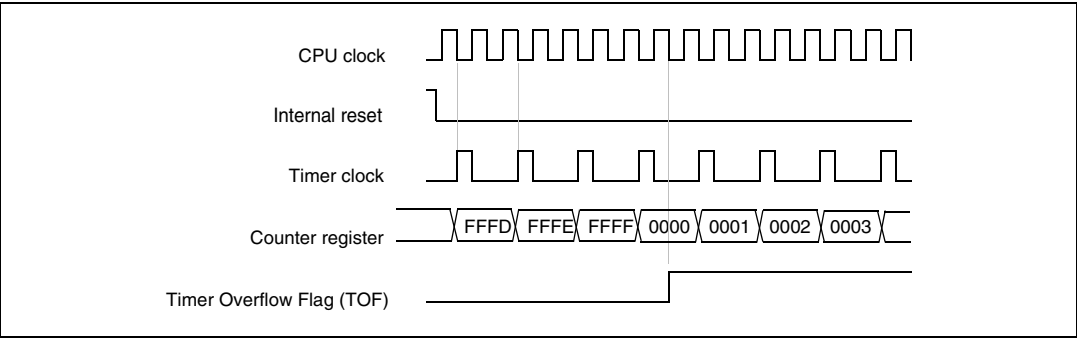 CPU clock
Internal reset
Timer clock
Counter register FFFD FFFE FFFF 0000 0001 0002 0003
Timer Overflow Flag (TOF)